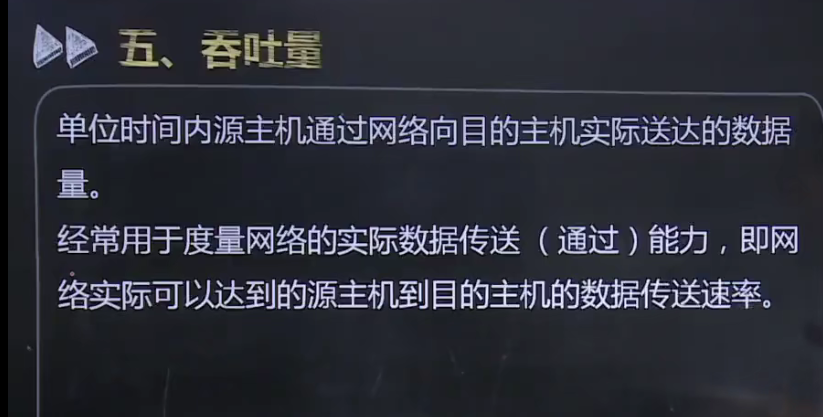 五、吞吐量
单位时间内源主机通过网络向目的主机实际送达的数据
量。
经常用于度量网络的实际数据传送（通过）能力，即网
络实际可以达到的源主机到目的主机的数据传送速率。